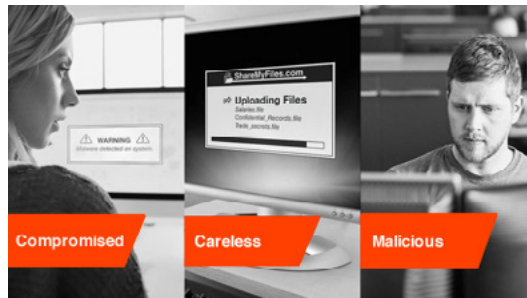 WARNING
Malware detected on system.
Compromised
ShareMyFiles.com
Uploading Files
Salaries.file
Confidential_Records.file
Trade_secrets.file
Careless
Malicious